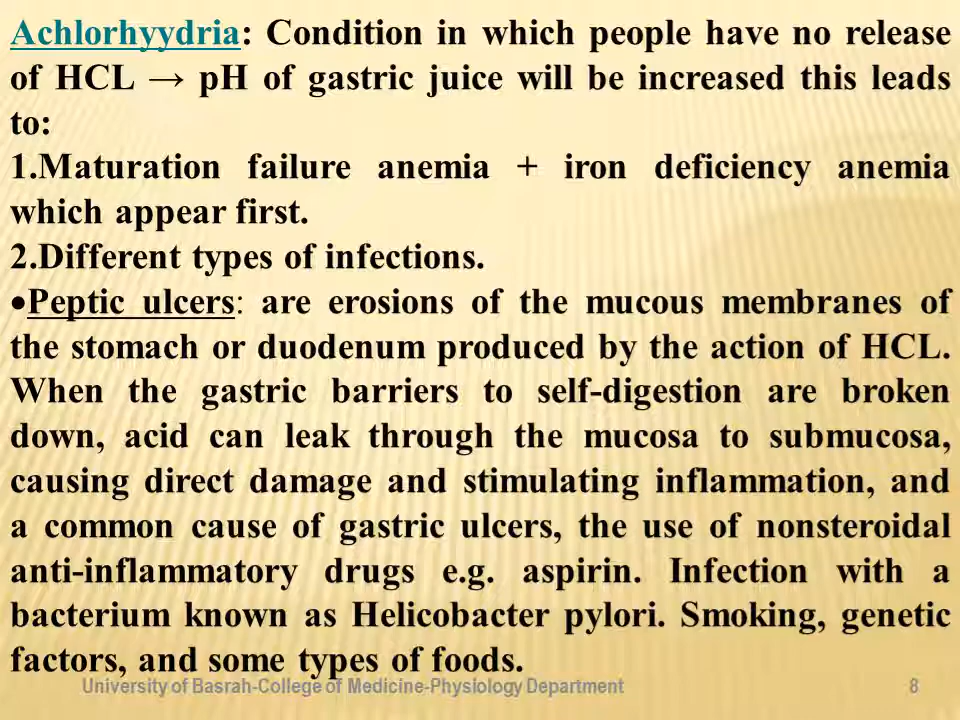 Achlorhyydria: Condition in which people have no release
of HCL → pH of gastric juice will be increased this leads
to:
1.Maturation failure anemia + iron deficiency anemia
which appear first.
2.Different types of infections.
•Peptic ulcers: are erosions of the mucous membranes of
the stomach or duodenum produced by the action of HCL.
When the gastric barriers to self-digestion are broken
down, acid can leak through the mucosa to submucosa,
causing direct damage and stimulating inflammation, and
a common cause of gastric ulcers, the use of nonsteroidal
anti-inflammatory drugs e.g. aspirin. Infection with a
bacterium known as Helicobacter pylori. Smoking, genetic
factors, and some types of foods.
University of Basrah-College of Medicine-Physiology Department 8